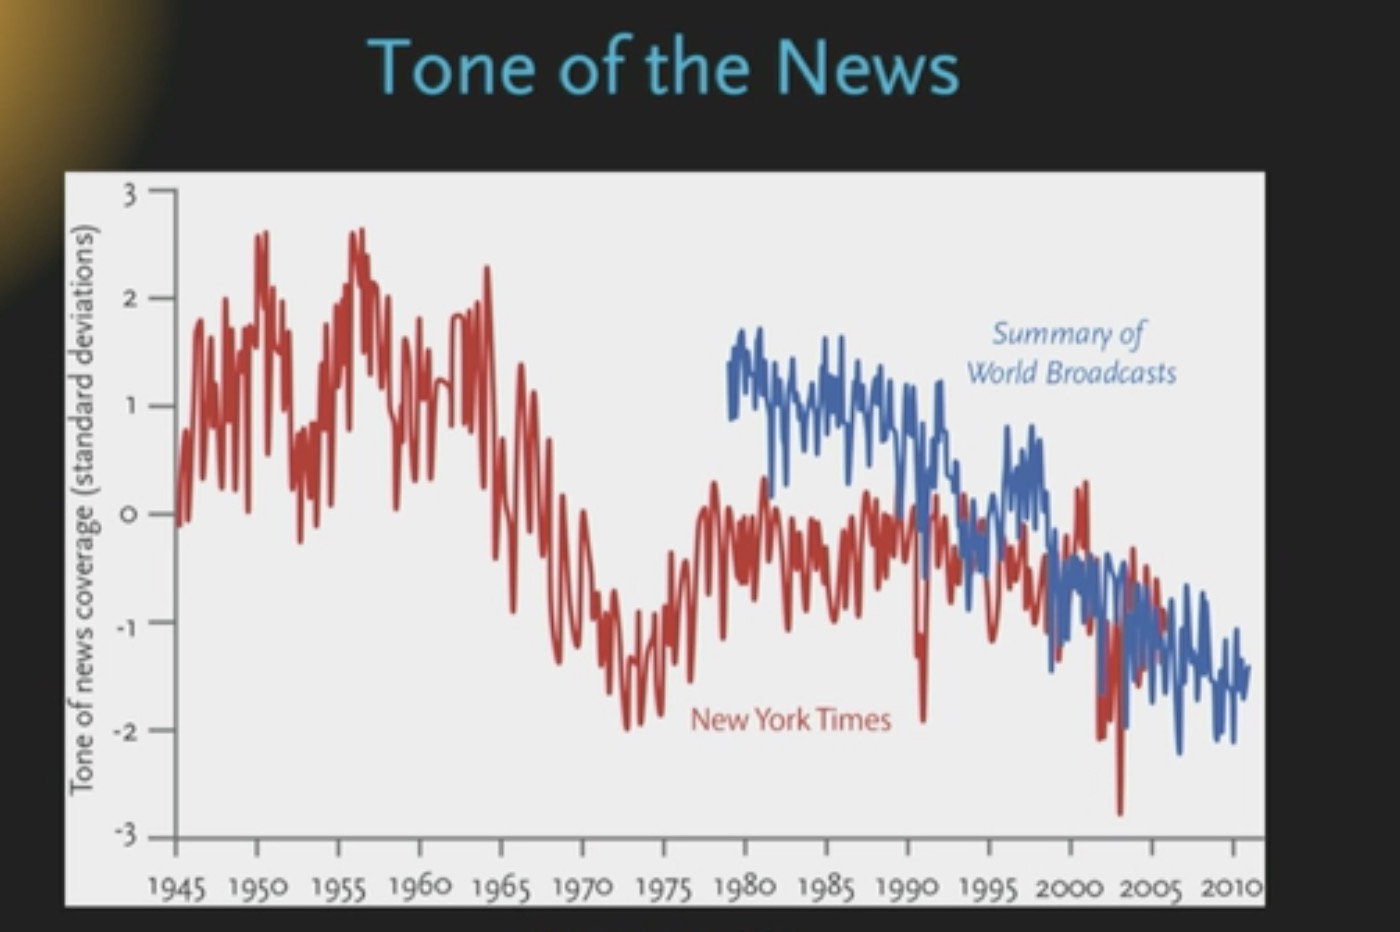 Tone of the News
Tone of news coverage (standard deviations)
3
2
1
0
-1
-2
-3
Summary of
World Broadcasts
New York Times
1945 1950 1955 1960 1965 1970 1975 1980 1985 1990 1995 2000 2005 2010